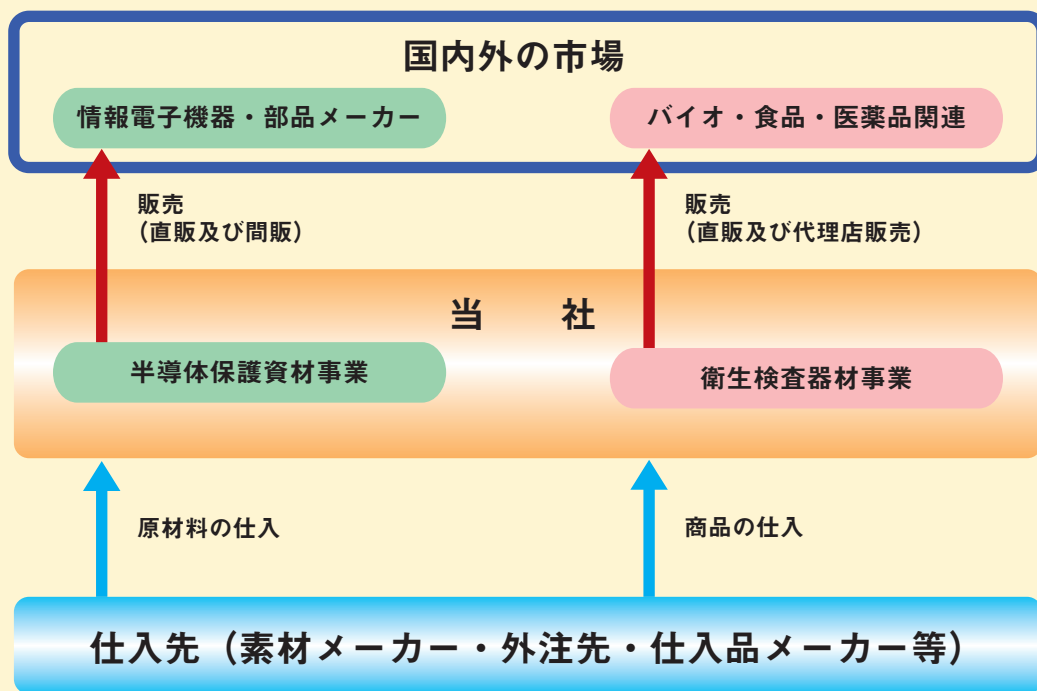 国内外の市場
情報電子機器・部品メーカー
バイオ・食品・医薬品関連
販売
(直販及び間販)
販売
(直販及び代理店販売)
当　社
半導体保護資材事業
衛生検査器材事業
原材料の仕入
商品の仕入
仕入先（素材メーカー・外注先・仕入品メーカー等）